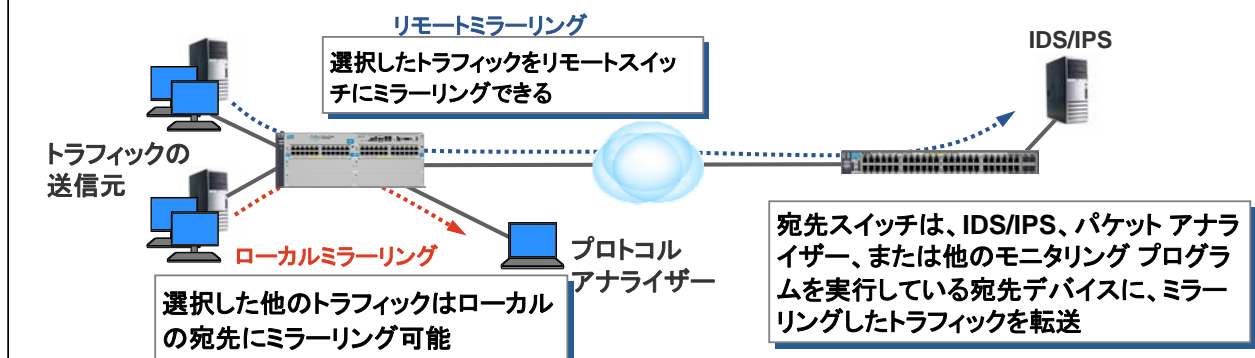 リモートミラーリング
選択したトラフィックをリモートスイッ
チにミラーリングできる
IDS/IPS
トラフィックの
送信元
ローカルミラーリング
プロトコル
アナライザー
選択した他のトラフィックはローカル
の宛先にミラーリング可能
宛先スイッチは、IDS/IPS、パケット アナラ
イザー、または他のモニタリング プログラ
ムを実行している宛先デバイスに、ミラー
リングしたトラフィックを転送